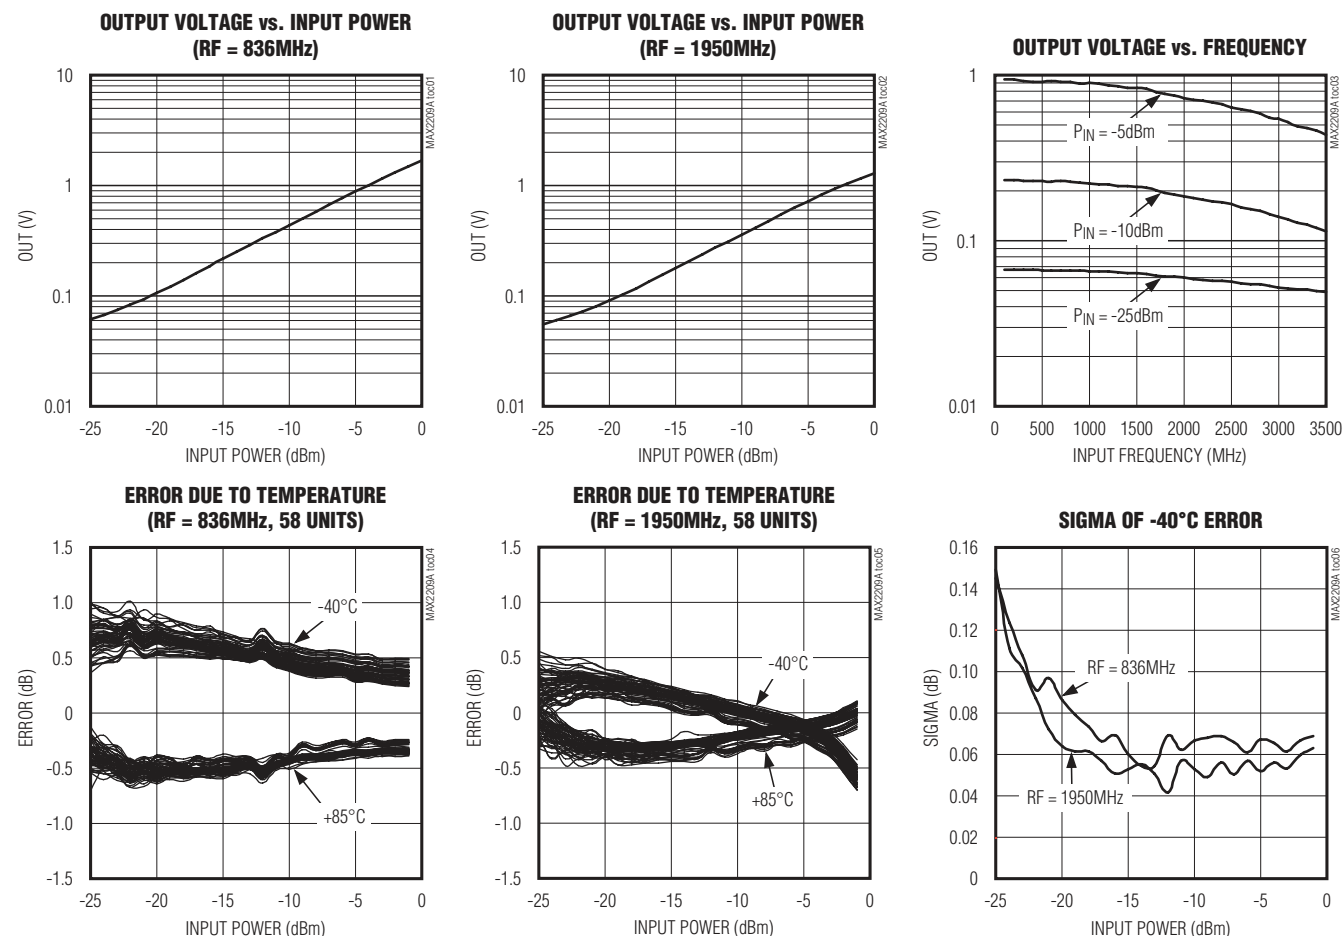 OUTPUT VOLTAGE vs. INPUT POWER
(RF = 836MHz)
MAX2209A toc01
10
1
0.1
0.01
OUT (V)
-25 -20 -15 -10 -5 0
INPUT POWER (dBm)
OUTPUT VOLTAGE vs. INPUT POWER
(RF = 1950MHz)
MAX2209A toc02
10
1
0.1
0.01
OUT (V)
-25 -20 -15 -10 -5 0
INPUT POWER (dBm)
OUTPUT VOLTAGE vs. FREQUENCY
MAX2209A toc03
1
0.1
0.01
OUT (V)
PIN = -5dBm
PIN = -10dBm
PIN = -25dBm
0 500 1000 1500 2000 2500 3000 3500
INPUT FREQUENCY (MHz)
ERROR DUE TO TEMPERATURE
(RF = 836MHz, 58 UNITS)
MAX2209A toc04
1.5
1.0
0.5
0
-0.5
-1.0
-1.5
ERROR (dB)
-40°C
+85°C
-25 -20 -15 -10 -5 0
INPUT POWER (dBm)
ERROR DUE TO TEMPERATURE
(RF = 1950MHz, 58 UNITS)
MAX2209A toc05
1.5
1.0
0.5
0
-0.5
-1.0
-1.5
ERROR (dB)
-40°C
+85°C
-25 -20 -15 -10 -5 0
INPUT POWER (dBm)
SIGMA OF -40°C ERROR
MAX2209A toc06
0.16
0.14
0.12
0.10
0.08
0.06
0.04
0.02
0
SIGMA (dB)
RF = 836MHz
RF = 1950MHz
-25 -20 -15 -10 -5 0
INPUT POWER (dBm)